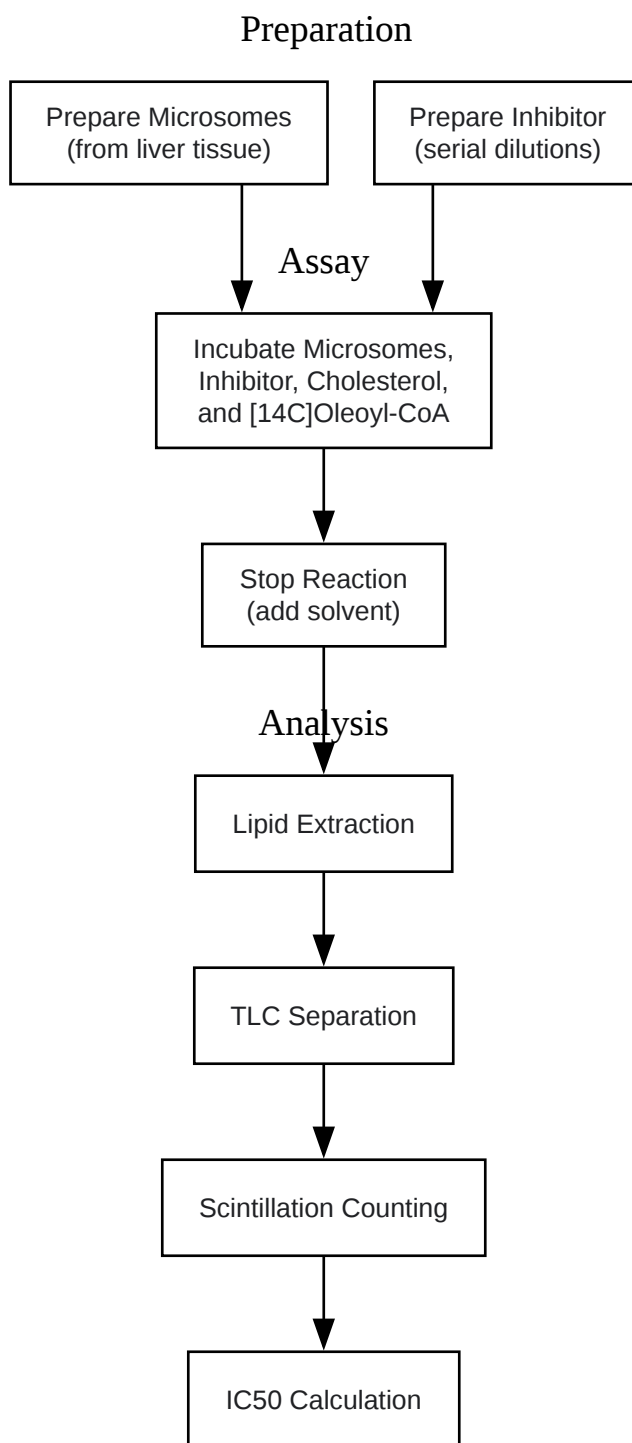 Preparation
Prepare Microsomes
(from liver tissue)
Prepare Inhibitor
(serial dilutions)
Assay
Incubate Microsomes,
Inhibitor, Cholesterol,
and [14C]Oleoyl-CoA
Stop Reaction
(add solvent)
Analysis
Lipid Extraction
TLC Separation
Scintillation Counting
IC50 Calculation